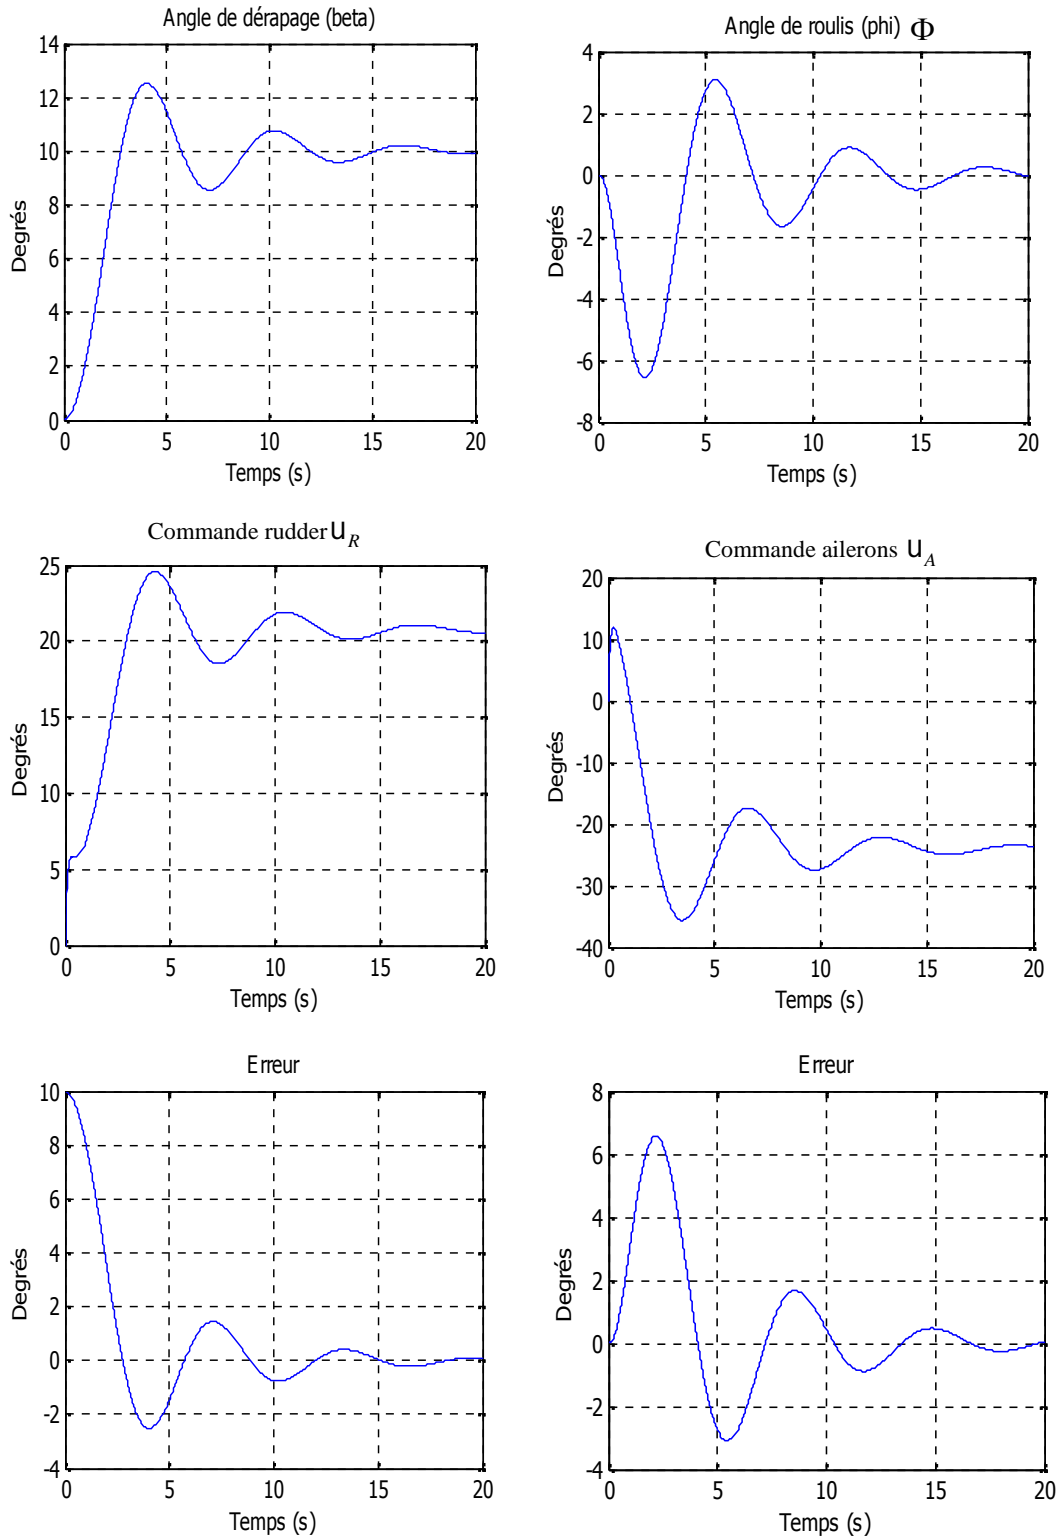 Angle de dérapage (beta)
14
12
10
8
6
4
2
0
Degrés
0 5 10 15 20
Temps (s)
Angle de roulis (phi) Φ
4
2
0
-2
-4
-6
-8
Degrés
0 5 10 15 20
Temps (s)
Commande rudder u_R
25
20
15
10
5
0
Degrés
0 5 10 15 20
Temps (s)
Commande ailerons u_A
20
10
0
-10
-20
-30
-40
Degrés
0 5 10 15 20
Temps (s)
Erreur
10
8
6
4
2
0
-2
-4
Degrés
0 5 10 15 20
Temps (s)
Erreur
8
6
4
2
0
-2
-4
Degrés
0 5 10 15 20
Temps (s)